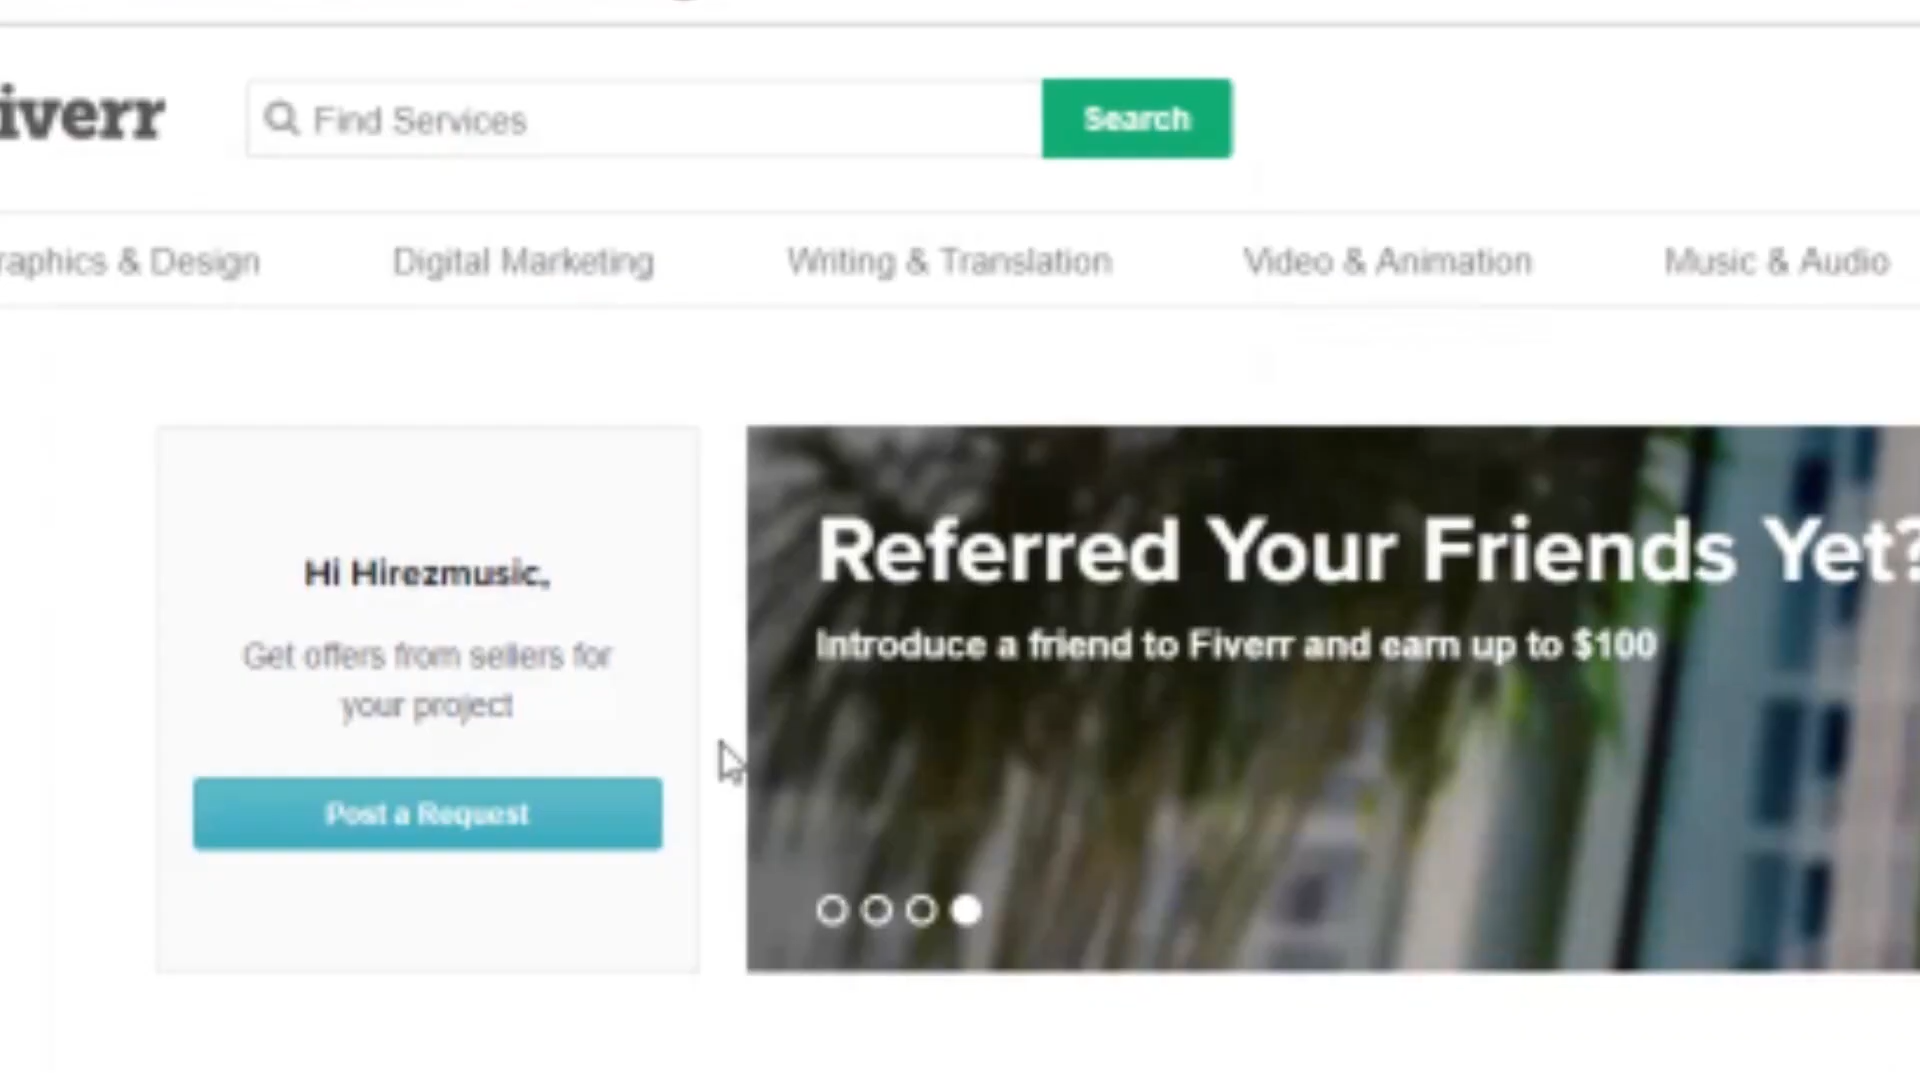 iverr
Find Services
Search
raphics & Design
Digital Marketing
Writing & Translation
Video & Animation
Music & Audio
Hi Hirezmusic,
Get offers from sellers for
your project
Post a Request
Referred Your Friends Yet?
Introduce a friend to Fiverr and earn up to $100